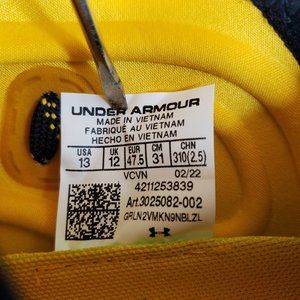 UNDER ARMOUR
MADE IN VIETNAM
FABRIQUÉ AU VIETNAM
HECHO EN VIETNAM
USA UK EUR CM CHN
13 12 47.5 31 310(2.5)
VCVN 02/22
4211253839
Art.3025082-002
GRLN2VMKN9NBLZL